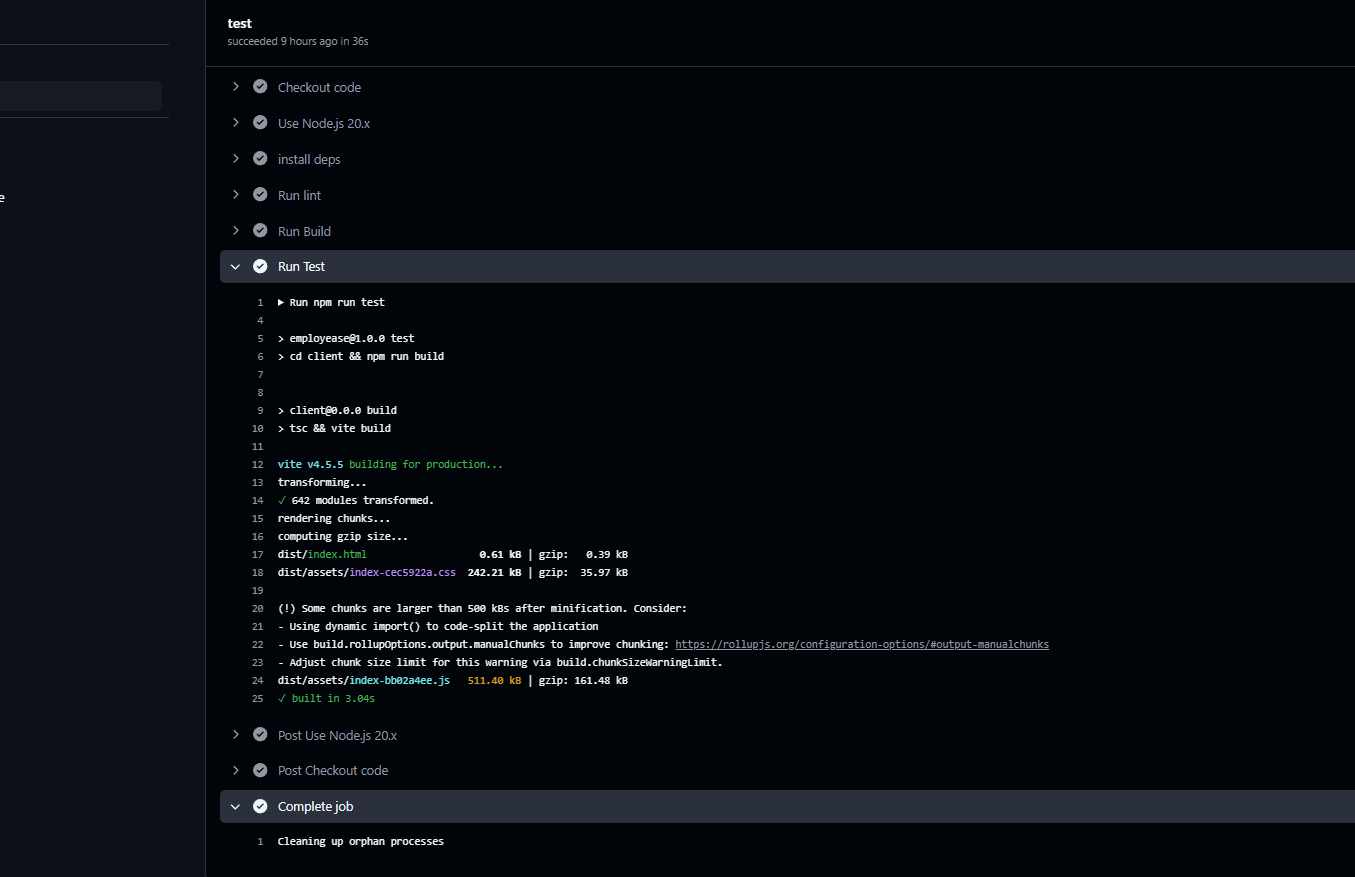 test
succeeded 9 hours ago in 36s
Checkout code
Use Node.js 20.x
install deps
e
Run lint
Run Build
Run Test
1 Run npm run test
4
5 > employease@1.0.0 test
6 > cd client && npm run build
7
8
9 > client@0.0.0 build
10 > tsc && vite build
11
12 vite v4.5.5 building for production...
13 transforming...
14 ✓ 642 modules transformed.
15 rendering chunks...
16 computing gzip size...
17 dist/index.html 0.61 kB | gzip: 0.39 kB
18 dist/assets/index-cec5922a.css 242.21 kB | gzip: 35.97 kB
19
20 (!) Some chunks are larger than 500 kBs after minification. Consider:
21 - Using dynamic import() to code-split the application
22 - Use build.rollupOptions.output.manualChunks to improve chunking: https://rollupjs.org/configuration-options/#output-manualchunks
23 - Adjust chunk size limit for this warning via build.chunkSizeWarningLimit.
24 dist/assets/index-bb02a4ee.js 511.40 kB | gzip: 161.48 kB
25 ✓ built in 3.04s
Post Use Node.js 20.x
Post Checkout code
Complete job
1 Cleaning up orphan processes